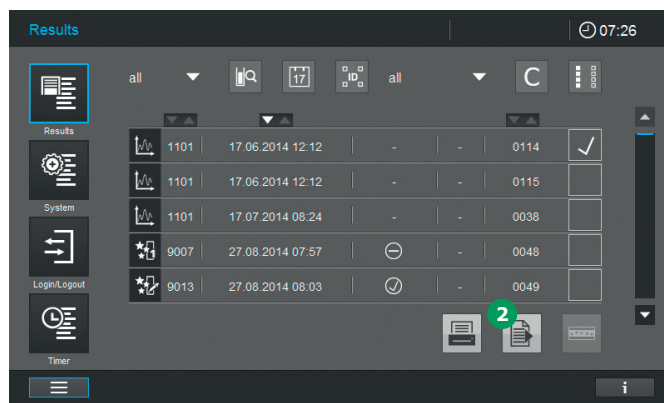 Results
07:26
all
17
ID
all
C
Results
1101 17.06.2014 12:12 - - 0114
1101 17.06.2014 12:12 - - 0115
System
1101 17.07.2014 08:24 - - 0038
9007 27.08.2014 07:57 - 0048
Login/Logout
9013 27.08.2014 08:03 - 0049
2
Timer
i